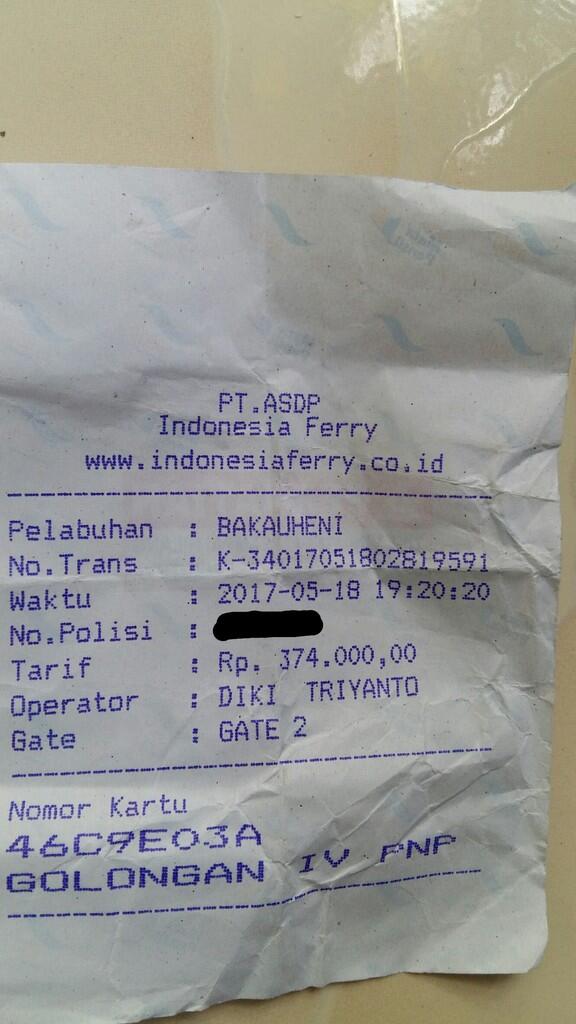 PT.ASDP
Indonesia Ferry
www.indonesiaferry.co.id
Pelabuhan : BAKAUHENI
No.Trans : K-34017051802819591
Waktu : 2017-05-18 19:20:20
No.Polisi :
Tarif : Rp. 374.000,00
Operator : DIKI TRIYANTO
Gate : GATE 2
Nomor Kartu
46C9E03A
GOLONGAN IV PNP